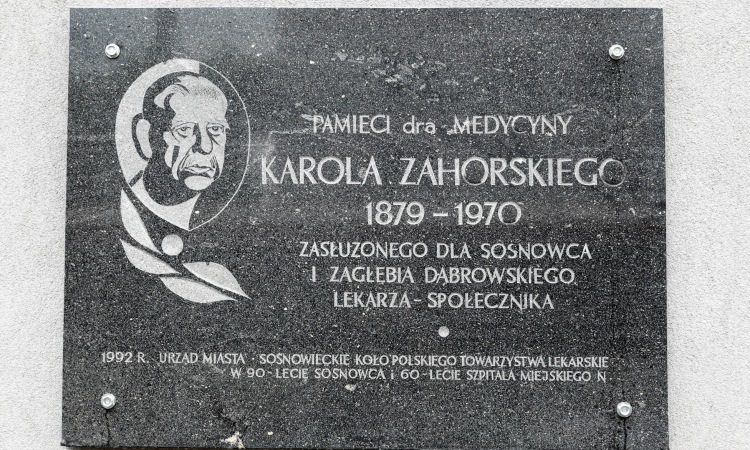 PAMIECI dra MEDYCYNY
KAROLA ZAHORSKIEGO
1879 - 1970
ZASŁUŻONEGO DLA SOSNOWCA
I ZAGŁĘBIA DĄBROWSKIEGO
LEKARZA - SPOŁECZNIKA
1992 R. URZĄD MIASTA · SOSNOWIECKIE KOŁO POLSKIEGO TOWARZYSTWA LEKARSKIE
W 90-LECIE SOSNOWCA i 60-LECIE SZPITALA MIEJSKIEGO N